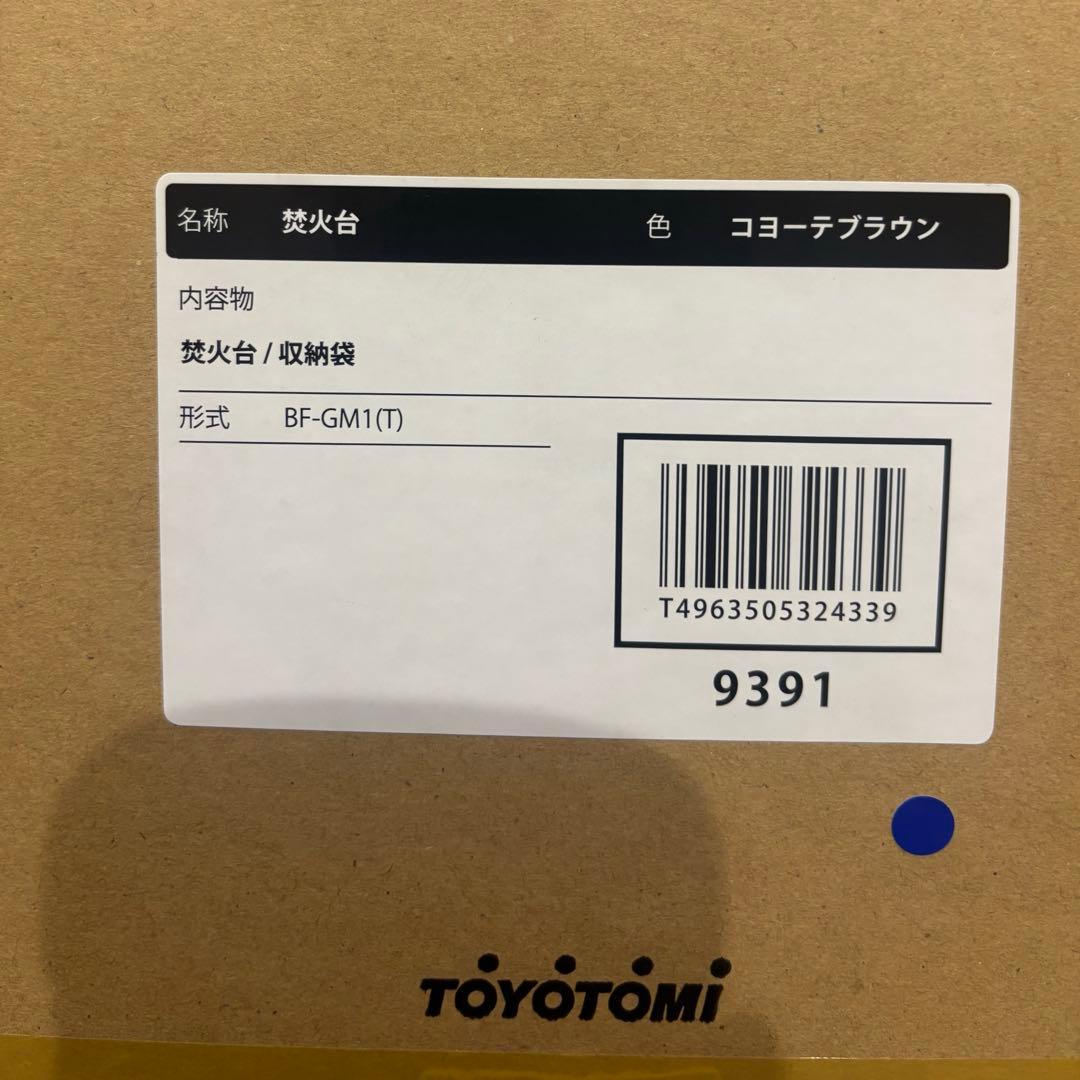 名称 焚火台 色 コヨーテブラウン
内容物
焚火台 / 収納袋
形式 BF-GM1(T)
T4963505324339
9391
TOYOTOMI